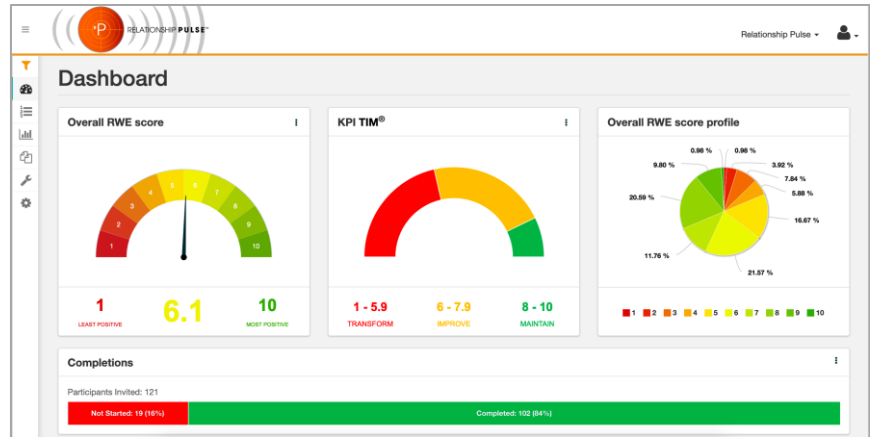 'P RELATIONSHIP PULSE™
Relationship Pulse
Dashboard
Overall RWE score
1
2
3
4
5
6
7
8
9
10
1
LEAST POSITIVE
6.1
10
MOST POSITIVE
KPI TIM®
1 - 5.9
TRANSFORM
6 - 7.9
IMPROVE
8 - 10
MAINTAIN
Overall RWE score profile
0.98 %
0.98 %
3.92 %
7.84 %
5.88 %
16.67 %
21.57 %
11.76 %
20.59 %
9.80 %
1 2 3 4 5 6 7 8 9 10
Completions
Participants Invited: 121
Not Started: 19 (16%)
Completed: 102 (84%)